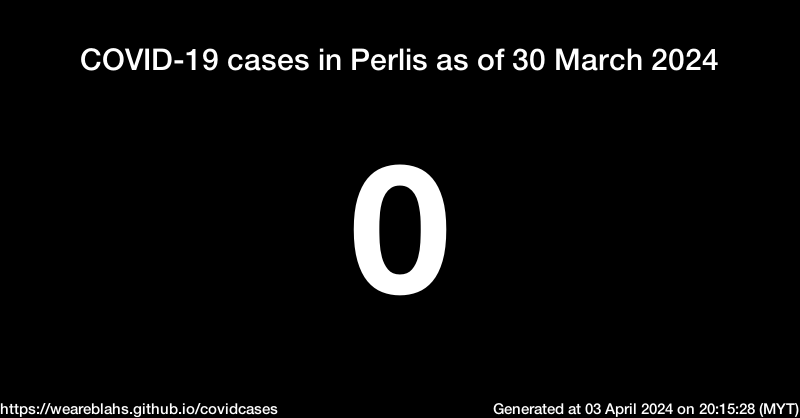 COVID-19 cases in Perlis as of 30 March 2024
0
https://weareblahs.github.io/covidcases
Generated at 03 April 2024 on 20:15:28 (MYT)